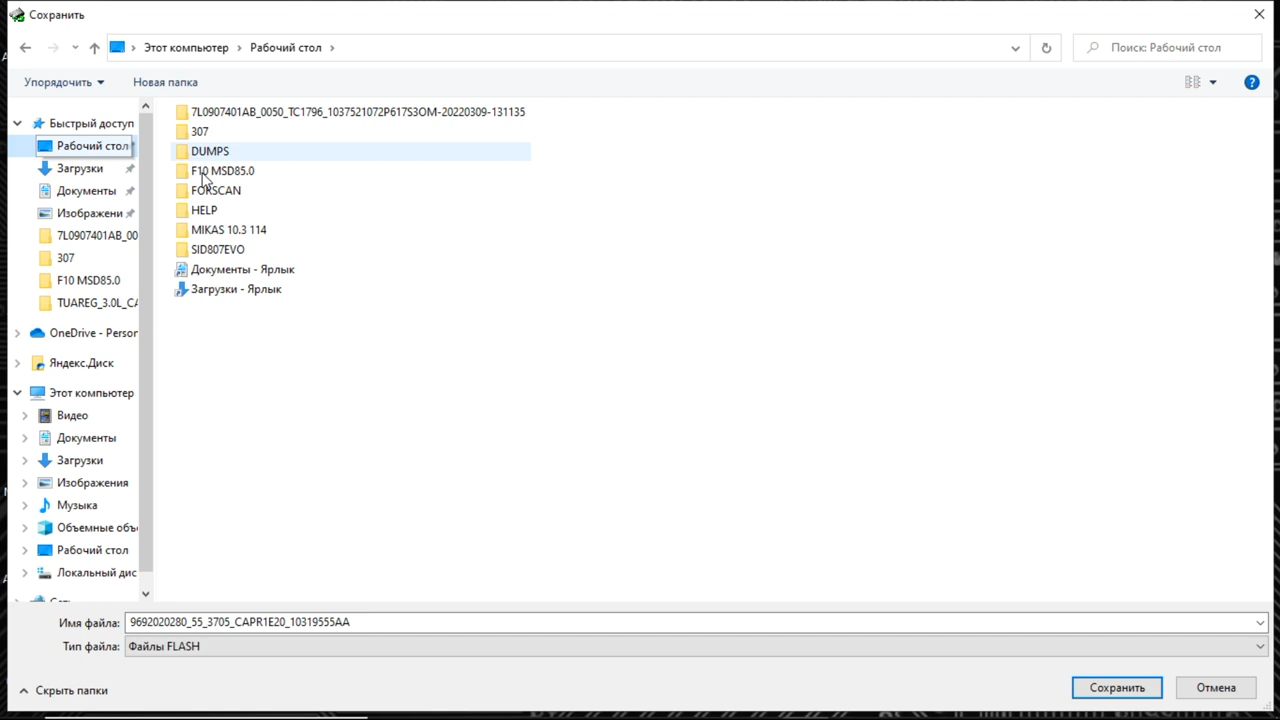 Сохранить
Этот компьютер › Рабочий стол ›
Поиск: Рабочий стол
Упорядочить
Новая папка
Быстрый доступ
Рабочий стол
Загрузки
Документы
Изображени
7L0907401AB_00
307
F10 MSD85.0
TUAREG_3.0L_CA
OneDrive - Person
Яндекс.Диск
Этот компьютер
Видео
Документы
Загрузки
Изображения
Музыка
Объемные объ
Рабочий стол
Локальный дис
7L0907401AB_0050_TC1796_1037521072P617S3OM-20220309-131135
307
DUMPS
F10 MSD85.0
FORSCAN
HELP
MIKAS 10.3 114
SID807EVO
Документы - Ярлык
Загрузки - Ярлык
Имя файла: 9692020280_55_3705_CAPR1E20_10319555AA
Тип файла: Файлы FLASH
Скрыть папки
Сохранить
Отмена